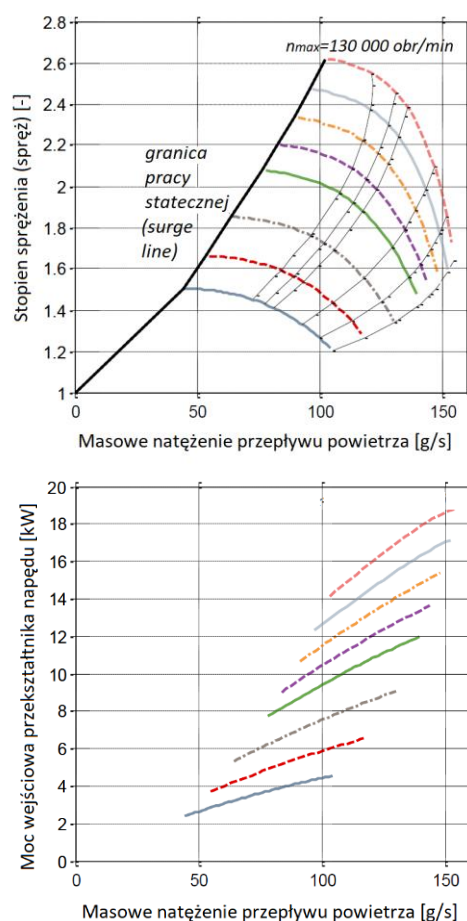 2.8
nmax=130 000 obr/min
2.6
2.4
2.2
2
1.8
1.6
1.4
1.2
1
Stopien sprężenia (spręż) [-]
granica
pracy
statecznej
(surge
line)
0
50
100
150
Masowe natężenie przepływu powietrza [g/s]
20
18
16
14
12
10
8
6
4
2
0
Moc wejściowa przekształtnika napędu [kW]
0
50
100
150
Masowe natężenie przepływu powietrza [g/s]